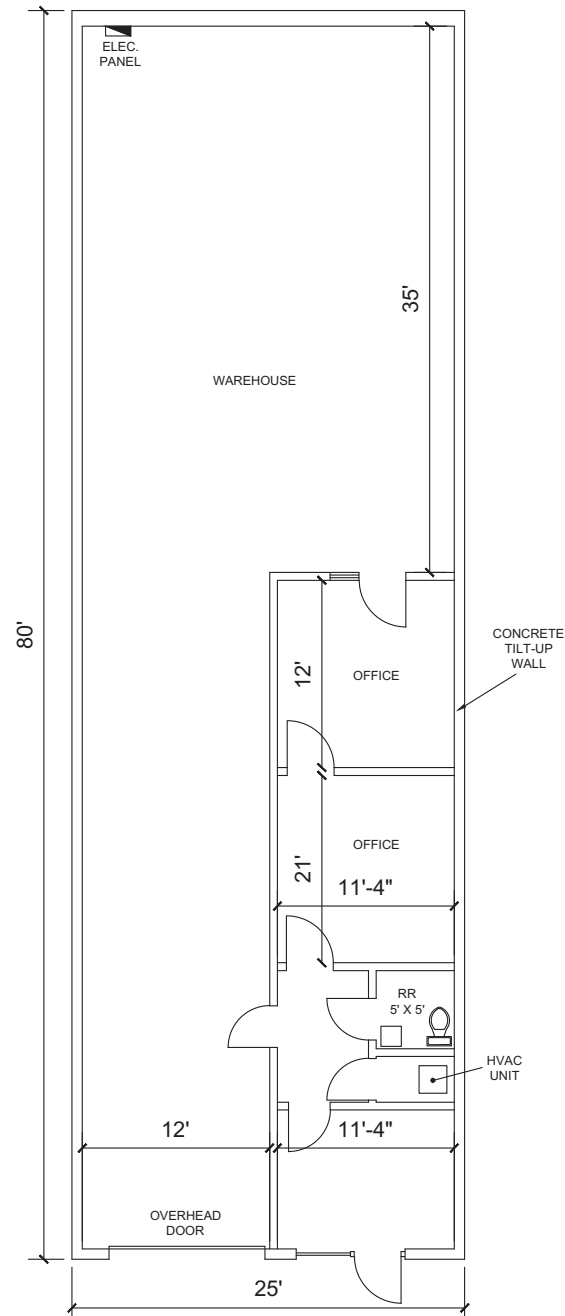 ELEC.
PANEL
35'
WAREHOUSE
80'
CONCRETE
TILT-UP
WALL
12'
OFFICE
OFFICE
21'
11'-4"
RR
5' X 5'
HVAC
UNIT
12'
11'-4"
OVERHEAD
DOOR
25'